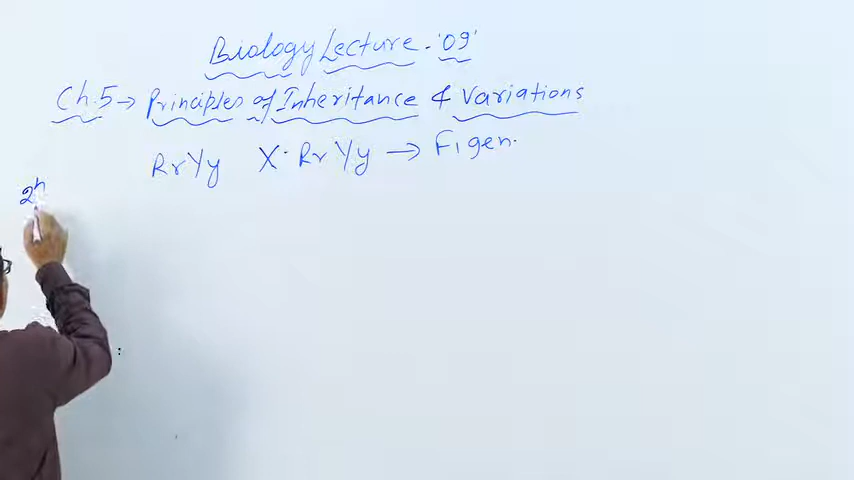 Biology Lecture - '09'
Ch.5 → Principles of Inheritance & Variations
RrYy X RrYy → F1 gen.
2n